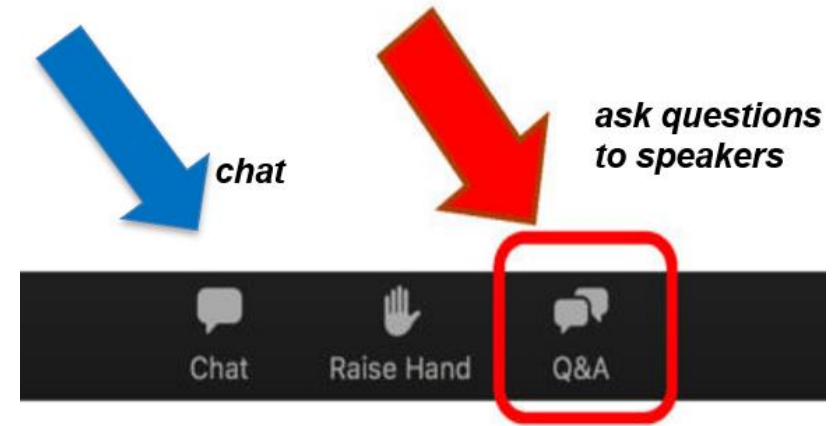 chat
ask questions
to speakers
Chat
Raise Hand
Q&A